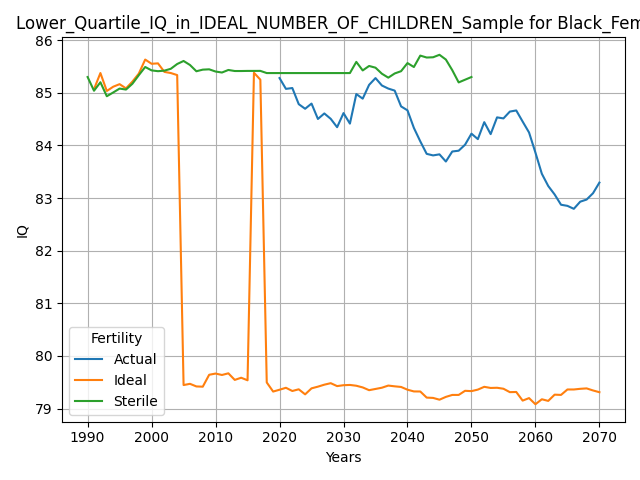 Lower_Quartile_IQ_in_IDEAL_NUMBER_OF_CHILDREN_Sample for Black_Fem
86
85
84
83
82
81
80
79
IQ
Fertility
Actual
Ideal
Sterile
1990 2000 2010 2020 2030 2040 2050 2060 2070
Years